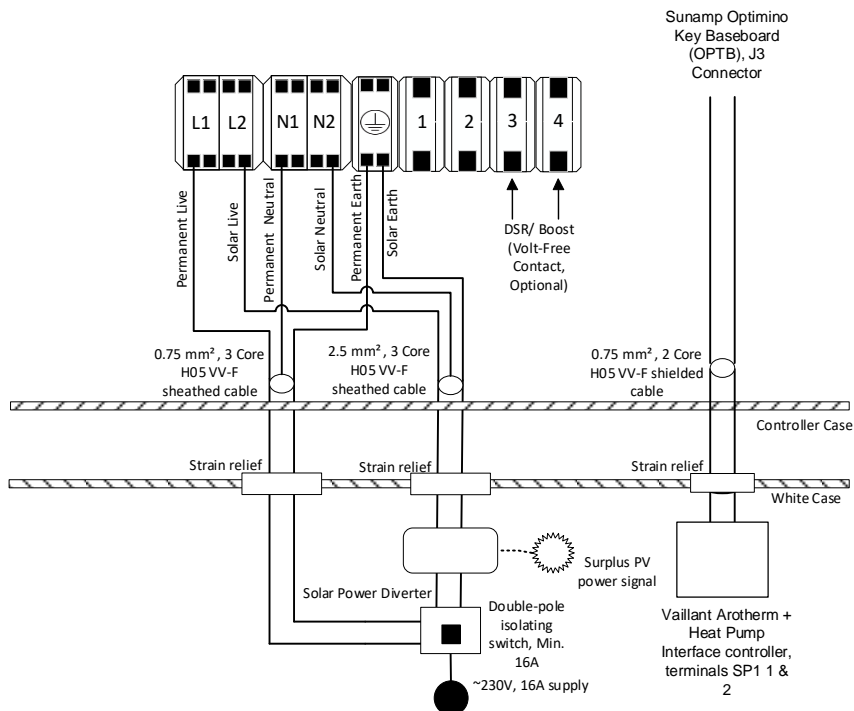 Sunamp Optimino
Key Baseboard
(OPTB), J3
Connector
L1 L2 N1 N2 1 2 3 4
Permanent Live
Solar Live
Permanent Neutral
Solar Neutral
Permanent Earth
Solar Earth
DSR/ Boost
(Volt-Free
Contact,
Optional)
0.75 mm², 3 Core
H05 VV-F
sheathed cable
2.5 mm², 3 Core
H05 VV-F
sheathed cable
0.75 mm², 2 Core
H05 VV-F shielded
cable
Controller Case
Strain relief
Strain relief
Strain relief
White Case
Surplus PV
power signal
Solar Power Diverter
Double-pole
isolating
switch, Min.
16A
~230V, 16A supply
Vaillant Arotherm +
Heat Pump
Interface controller,
terminals SP1 1 &
2